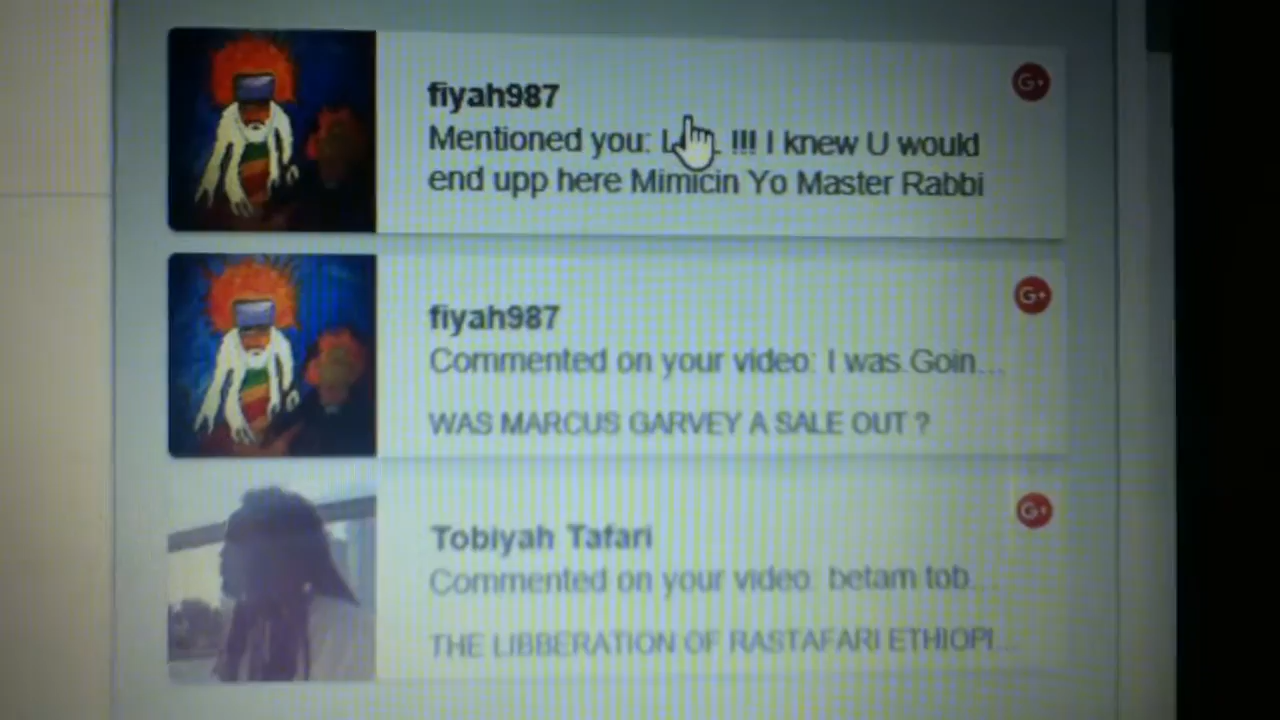 fiyah987
Mentioned you: !!! I knew U would
end upp here Mimicin Yo Master Rabbi
G+
fiyah987
Commented on your video: I was Goin...
WAS MARCUS GARVEY A SALE OUT ?
G+
Tobiyah Tafari
Commented on your video: betam tob...
THE LIBBERATION OF RASTAFARI ETHIOPI...
G+